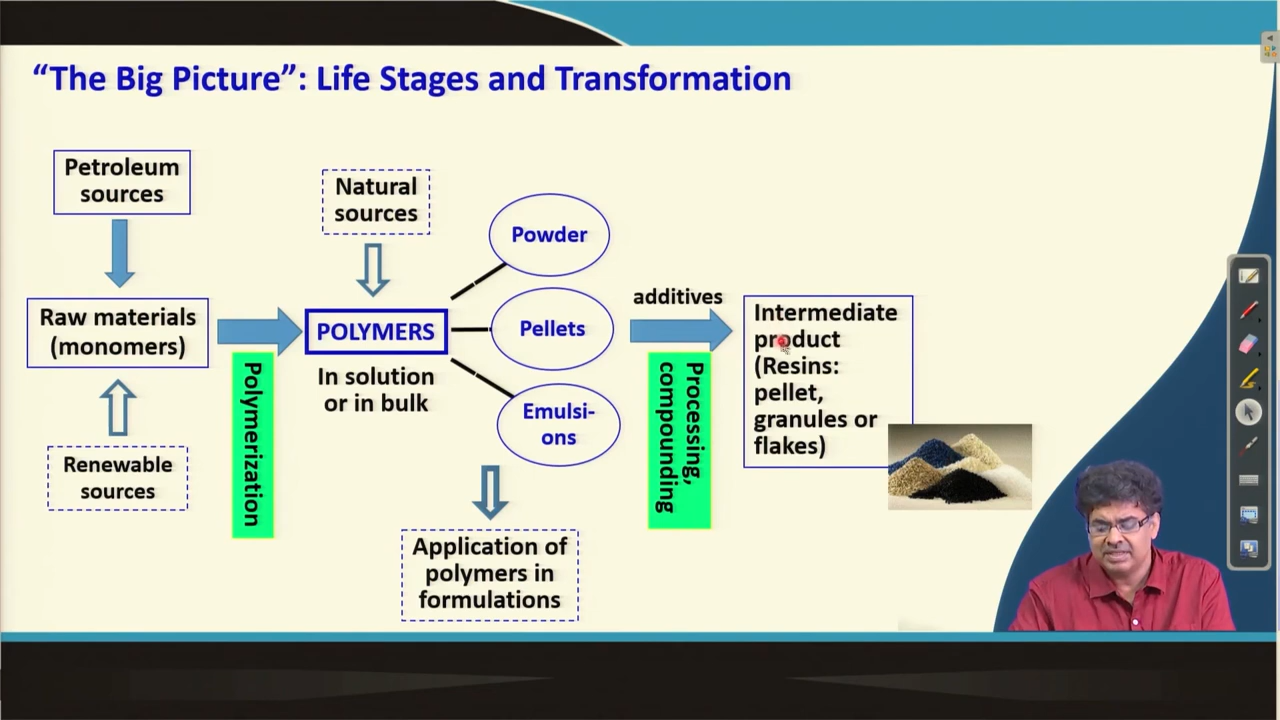 “The Big Picture”: Life Stages and Transformation
Petroleum
sources
Natural
sources
Powder
additives
Raw materials
(monomers)
POLYMERS
Pellets
Intermediate
product
(Resins:
pellet,
granules or
flakes)
In solution
or in bulk
Polymerization
Processing,
compounding
Emulsi-
ons
Renewable
sources
Application of
polymers in
formulations